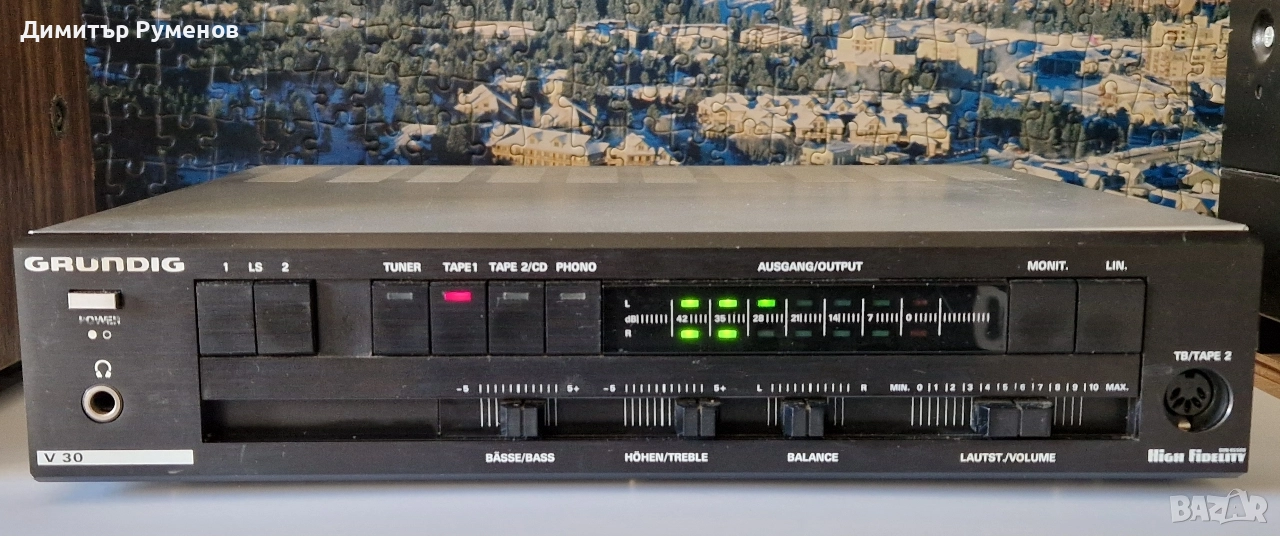 Димитър Руменов
GRUNDIG
1 LS 2
TUNER TAPE1 TAPE 2/CD PHONO
AUSGANG/OUTPUT
MONIT. LIN.
POWER
L
dB 42 35 28 21 14 7 0
R
TB/TAPE 2
-5 5+ -5 5+ L R MIN. 0 1 2 3 4 5 6 7 8 9 10 MAX.
V 30
BÄSSE/BASS HÖHEN/TREBLE BALANCE LAUTST./VOLUME
High Fidelity
BAZAR